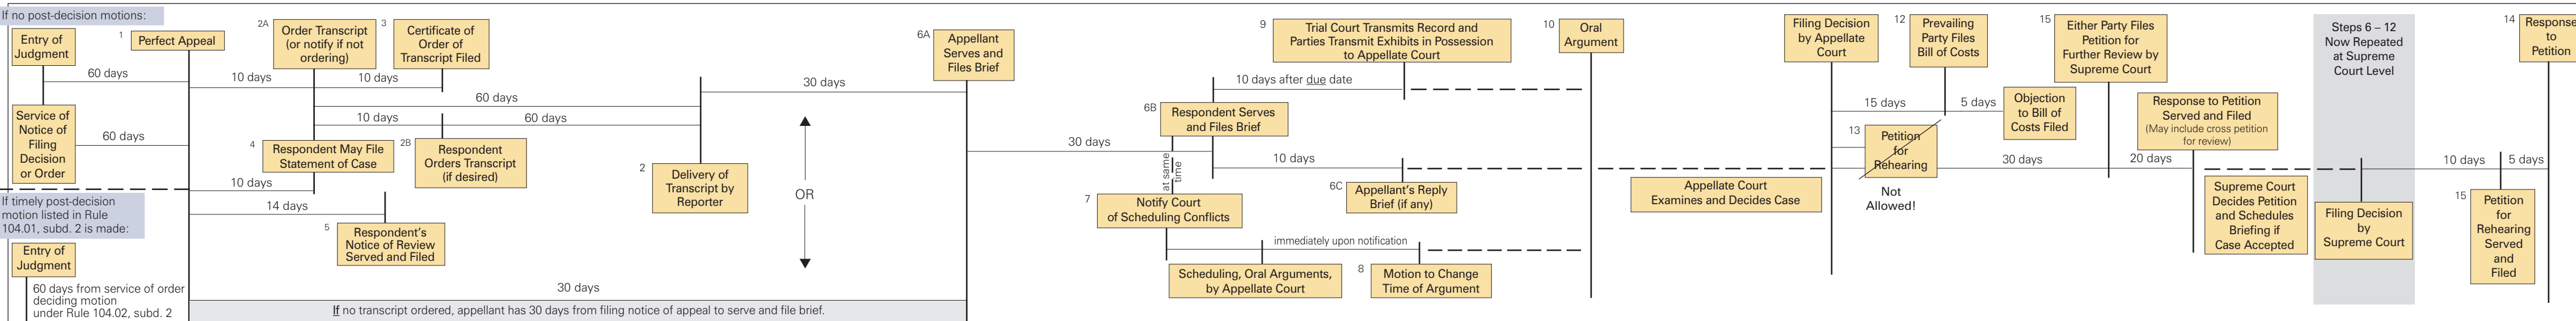 If no post-decision motions:
Entry of
Judgment
60 days
Service of
Notice of
Filing
Decision
or Order
60 days
If timely post-decision
motion listed in Rule
104.01, subd. 2 is made:
Entry of
Judgment
60 days from service of order
deciding motion
under Rule 104.02, subd. 2
1
Perfect Appeal
10 days
2A
Order Transcript
(or notify if not
ordering)
10 days
3
Certificate of
Order of
Transcript Filed
60 days
10 days
60 days
4
Respondent May File
Statement of Case
2B
Respondent
Orders Transcript
(if desired)
10 days
14 days
5
Respondent's
Notice of Review
Served and Filed
2
Delivery of
Transcript by
Reporter
30 days
OR
30 days
If no transcript ordered, appellant has 30 days from filing notice of appeal to serve and file brief.
6A
Appellant
Serves and
Files Brief
30 days
9
Trial Court Transmits Record and
Parties Transmit Exhibits in Possession
to Appellate Court
10 days after due date
6B
Respondent Serves
and Files Brief
at same
time
10 days
6C
Appellant's Reply
Brief (if any)
7
Notify Court
of Scheduling Conflicts
immediately upon notification
Scheduling, Oral Arguments,
by Appellate Court
8
Motion to Change
Time of Argument
10
Oral
Argument
Appellate Court
Examines and Decides Case
Filing Decision
by Appellate
Court
12
Prevailing
Party Files
Bill of Costs
15 days
5 days
Objection
to Bill of
Costs Filed
13
Petition
for
Rehearing
Not
Allowed!
15
Either Party Files
Petition for
Further Review by
Supreme Court
30 days
20 days
Response to Petition
Served and Filed
(May include cross petition
for review)
Supreme Court
Decides Petition
and Schedules
Briefing if
Case Accepted
Steps 6 – 12
Now Repeated
at Supreme
Court Level
Filing Decision
by
Supreme Court
10 days
5 days
15
Petition
for
Rehearing
Served
and
Filed
14
Response
to
Petition